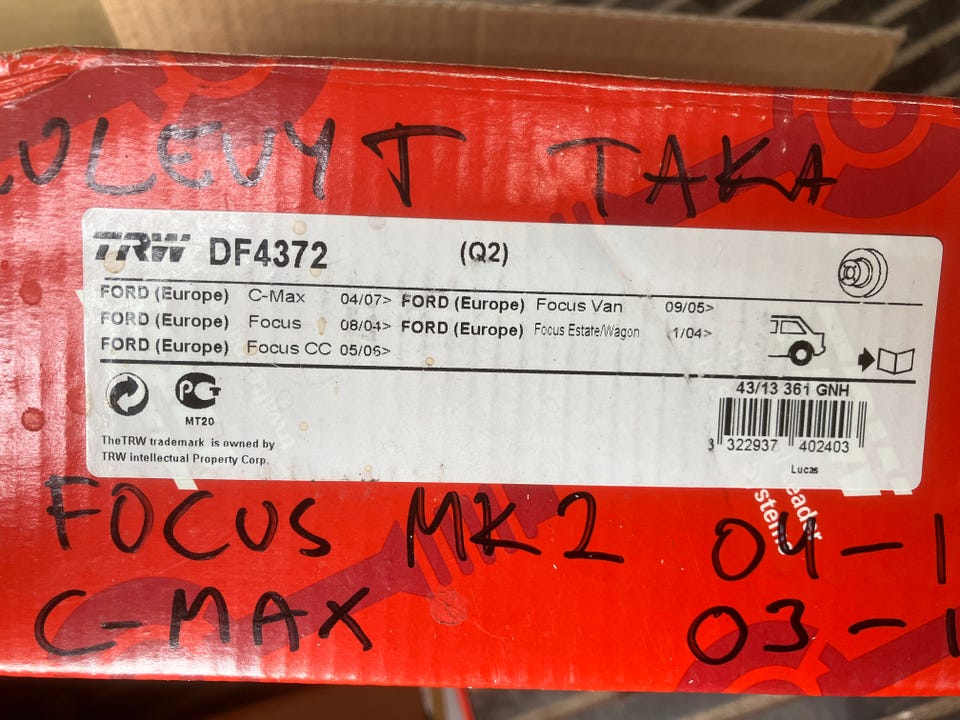 ULEVYT TAKA
TRW DF4372 (Q2)
FORD (Europe) C-Max 04/07> FORD (Europe) Focus Van 09/05>
FORD (Europe) Focus 08/04> FORD (Europe) Focus Estate/Wagon 1/04>
FORD (Europe) Focus CC 05/06>
PCT
MT20
43/13 361 GNH
TheTRW trademark is owned by
TRW intellectual Property Corp.
3 322937 402403
Lucas
FOCUS MK2 04-1
C-MAX 03-1